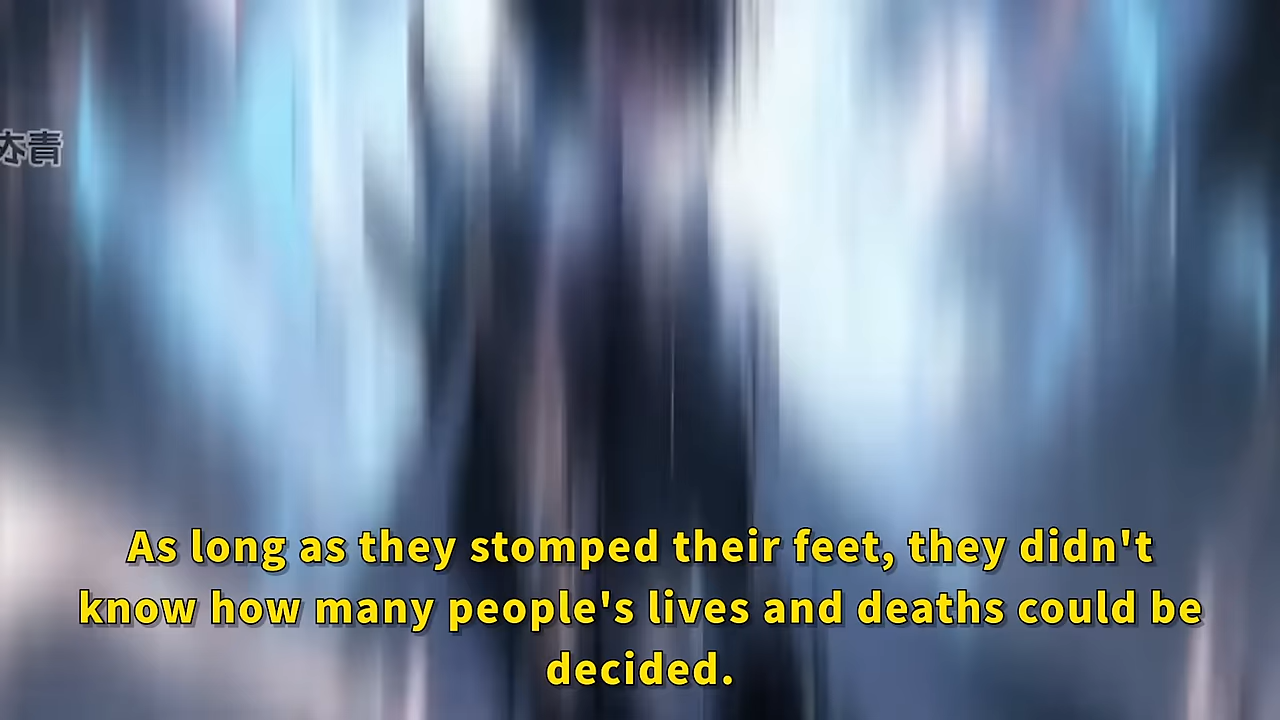 As long as they stomped their feet, they didn't
know how many people's lives and deaths could be
decided.